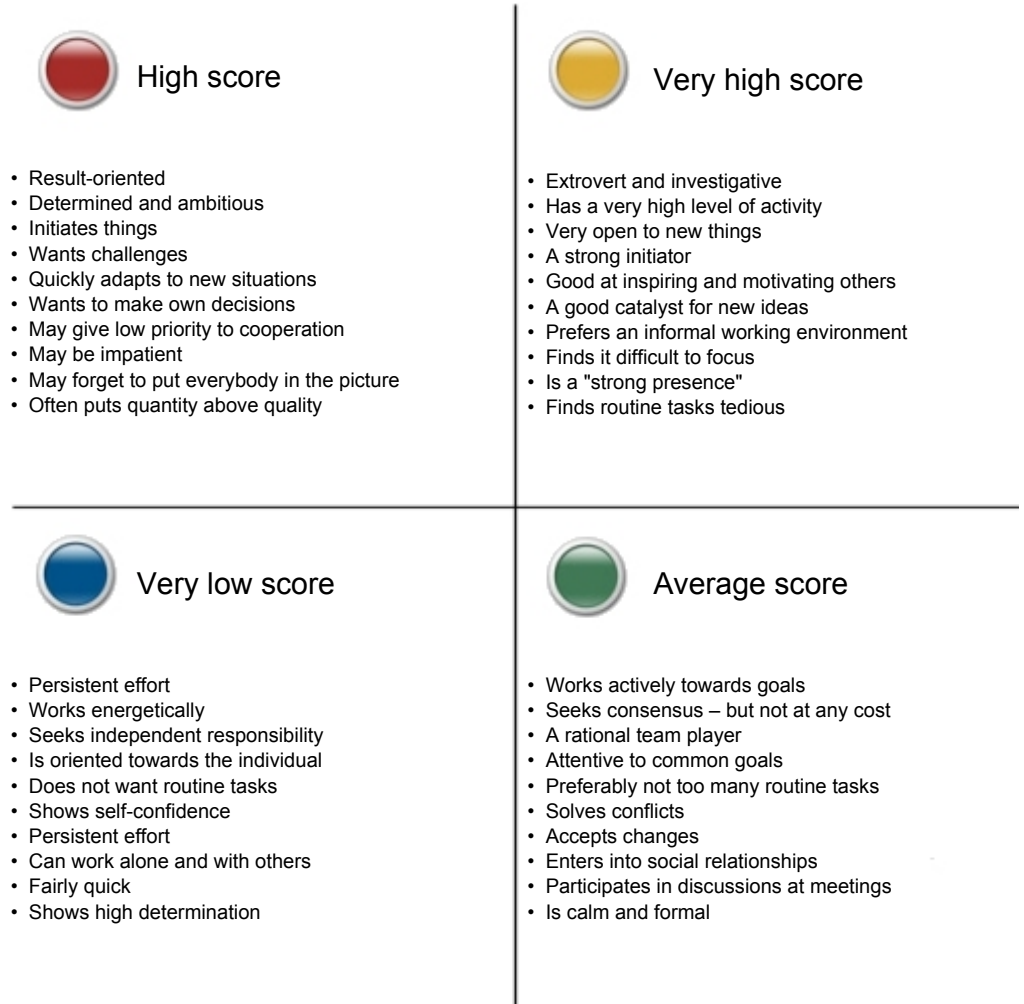 High score
• Result-oriented
• Determined and ambitious
• Initiates things
• Wants challenges
• Quickly adapts to new situations
• Wants to make own decisions
• May give low priority to cooperation
• May be impatient
• May forget to put everybody in the picture
• Often puts quantity above quality
Very high score
• Extrovert and investigative
• Has a very high level of activity
• Very open to new things
• A strong initiator
• Good at inspiring and motivating others
• A good catalyst for new ideas
• Prefers an informal working environment
• Finds it difficult to focus
• Is a "strong presence"
• Finds routine tasks tedious
Very low score
• Persistent effort
• Works energetically
• Seeks independent responsibility
• Is oriented towards the individual
• Does not want routine tasks
• Shows self-confidence
• Persistent effort
• Can work alone and with others
• Fairly quick
• Shows high determination
Average score
• Works actively towards goals
• Seeks consensus – but not at any cost
• A rational team player
• Attentive to common goals
• Preferably not too many routine tasks
• Solves conflicts
• Accepts changes
• Enters into social relationships
• Participates in discussions at meetings
• Is calm and formal